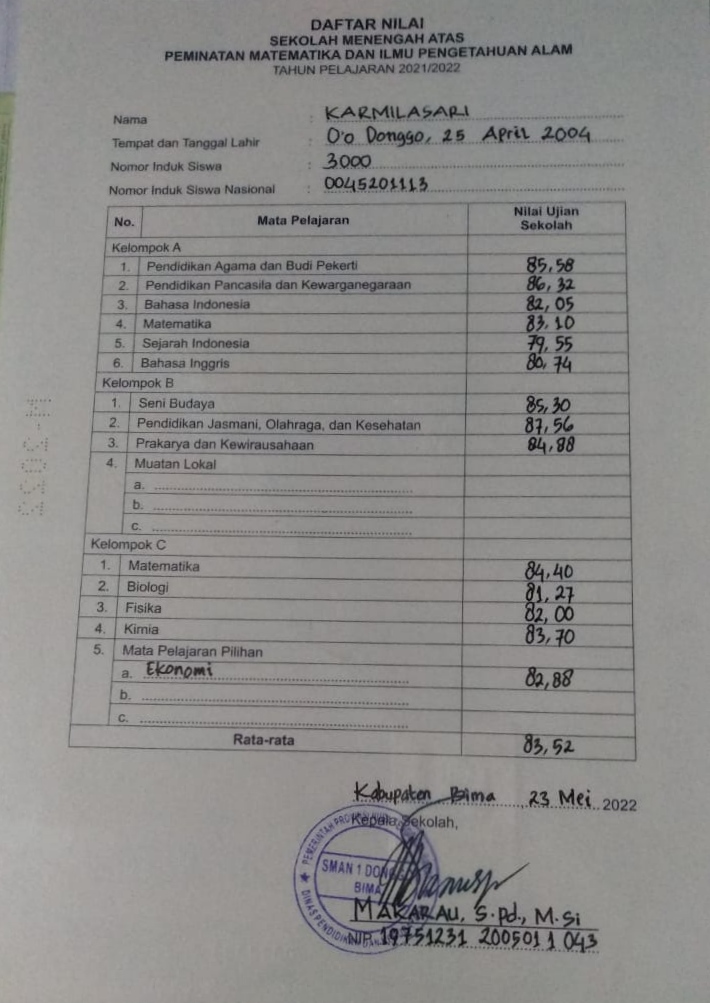 DAFTAR NILAI
SEKOLAH MENENGAH ATAS
PEMINATAN MATEMATIKA DAN ILMU PENGETAHUAN ALAM
TAHUN PELAJARAN 2021/2022
Nama : KARMILASARI
Tempat dan Tanggal Lahir : O'o Donggo, 25 April 2004
Nomor Induk Siswa : 3000
Nomor Induk Siswa Nasional : 0045201113
No. Mata Pelajaran Nilai Ujian Sekolah
Kelompok A
1. Pendidikan Agama dan Budi Pekerti 85,58
2. Pendidikan Pancasila dan Kewarganegaraan 86,32
3. Bahasa Indonesia 82,05
4. Matematika 83,10
5. Sejarah Indonesia 79,55
6. Bahasa Inggris 80,74
Kelompok B
1. Seni Budaya 85,30
2. Pendidikan Jasmani, Olahraga, dan Kesehatan 87,56
3. Prakarya dan Kewirausahaan 84,88
4. Muatan Lokal
a.
b.
c.
Kelompok C
1. Matematika 84,40
2. Biologi 81,27
3. Fisika 82,00
4. Kimia 83,70
5. Mata Pelajaran Pilihan
a. Ekonomi 82,88
b.
c.
Rata-rata 83,52
Kabupaten Bima, 23 Mei 2022
Kepala Sekolah,
PEMERINTAH
SMAN 1 DONGGO
BIMA
DINAS PENDIDIKAN
MAKARAU, S.Pd., M.Si
NIP. 19751231 200501 1 043